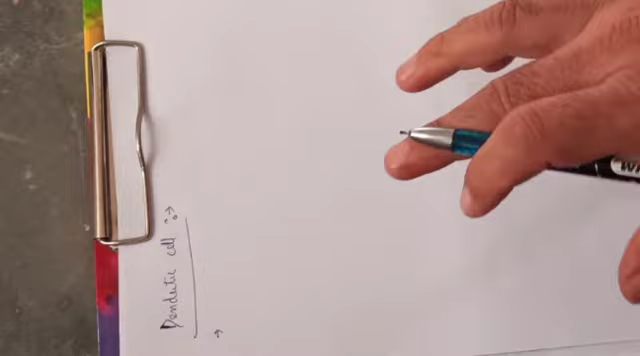 Dendritic cell :→
→
W